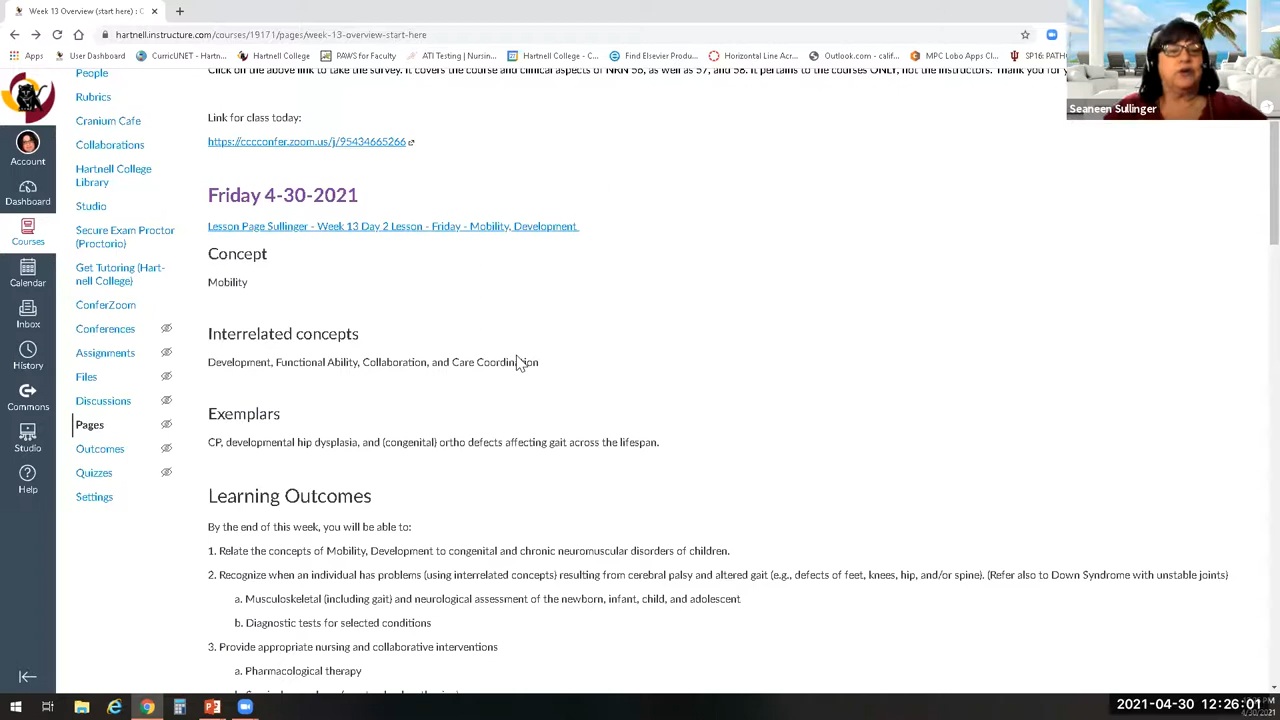 Week 13 Overview (start here) : C
hartnell.instructure.com/courses/19171/pages/week-13-overview-start-here
Apps
User Dashboard
CurricUNET - Hartn...
Hartnell College
PAWS for Faculty
ATI Testing | Nursin...
Hartnell College - C...
Find Elsevier Produ...
Horizontal Line Acr...
Outlook.com - calif...
MPC Lobo Apps Cl...
SP16: PATH
Seaneen Sullinger
Account
Dashboard
Courses
Calendar
Inbox
History
Commons
Studio
Help
People
Rubrics
Cranium Cafe
Collaborations
Hartnell College
Library
Studio
Secure Exam Proctor
(Proctorio)
Get Tutoring (Hart-
nell College)
ConferZoom
Conferences
Assignments
Files
Discussions
Pages
Outcomes
Quizzes
Settings
Click on the above link to take the survey. It covers the course and clinical aspects of NRN 56, as well as 57, and 58. It pertains to the courses ONLY, not the instructors. Thank you for y
Link for class today:
https://cccconfer.zoom.us/j/95434665266
Friday 4-30-2021
Lesson Page Sullinger - Week 13 Day 2 Lesson - Friday - Mobility, Development
Concept
Mobility
Interrelated concepts
Development, Functional Ability, Collaboration, and Care Coordination
Exemplars
CP, developmental hip dysplasia, and (congenital) ortho defects affecting gait across the lifespan.
Learning Outcomes
By the end of this week, you will be able to:
1. Relate the concepts of Mobility, Development to congenital and chronic neuromuscular disorders of children.
2. Recognize when an individual has problems (using interrelated concepts) resulting from cerebral palsy and altered gait (e.g., defects of feet, knees, hip, and/or spine). (Refer also to Down Syndrome with unstable joints)
a. Musculoskeletal (including gait) and neurological assessment of the newborn, infant, child, and adolescent
b. Diagnostic tests for selected conditions
3. Provide appropriate nursing and collaborative interventions
a. Pharmacological therapy
2021-04-30 12:26:01
4/30/2021